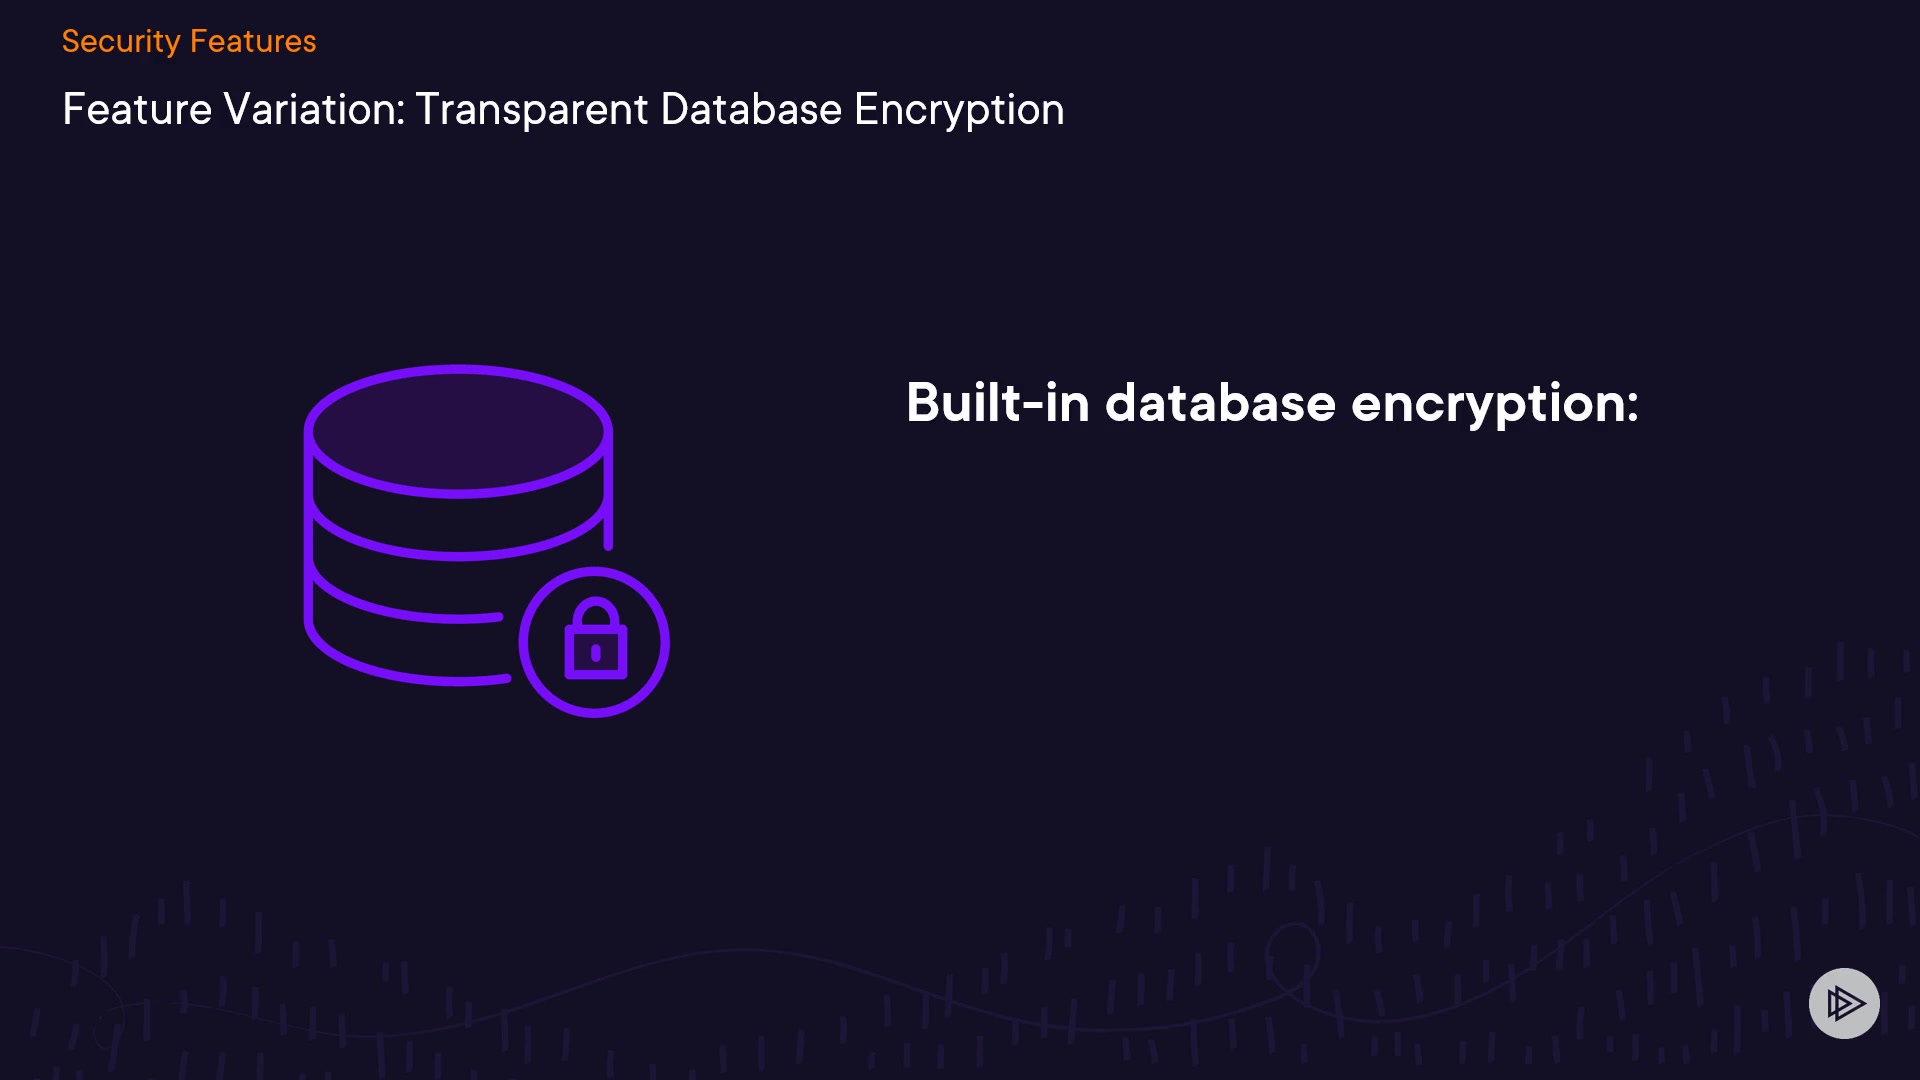 Security Features
Feature Variation: Transparent Database Encryption
Built-in database encryption: